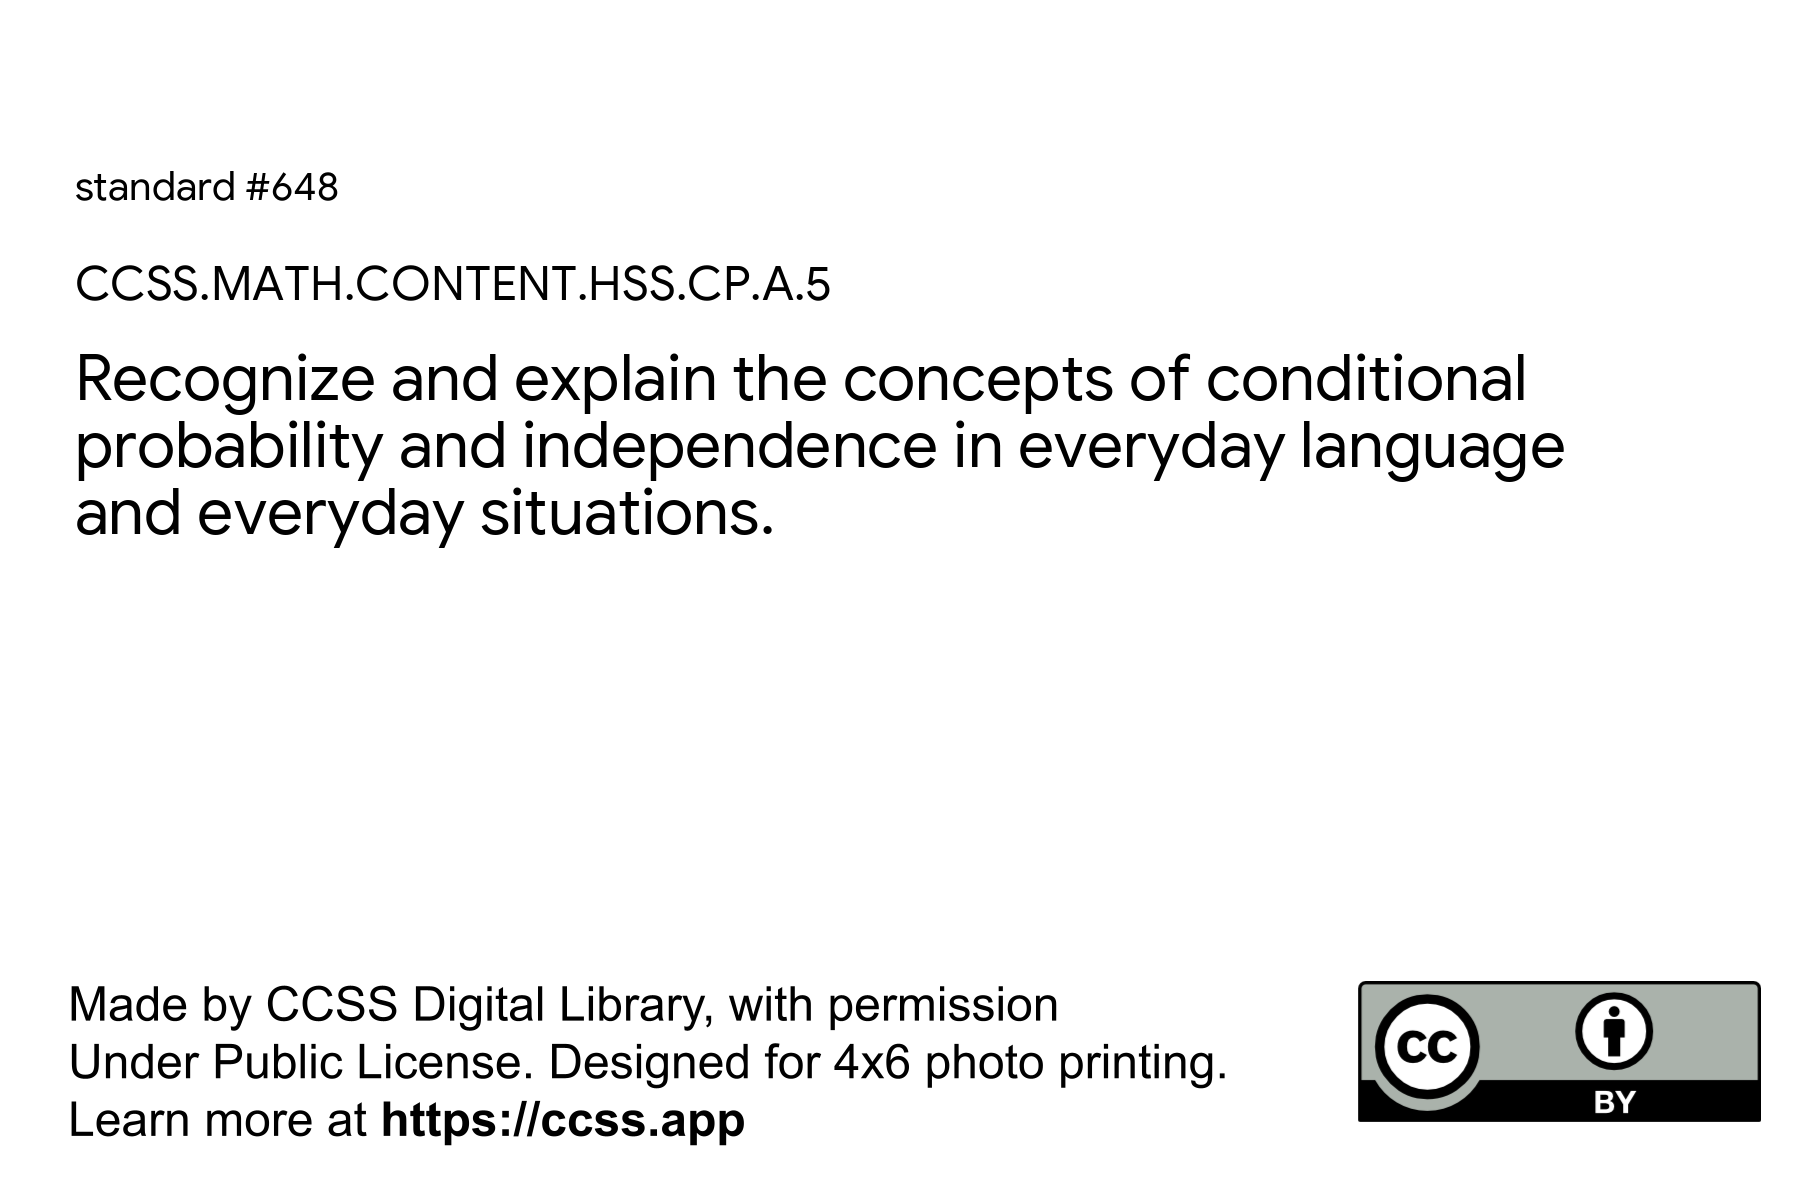 standard #648
CCSS.MATH.CONTENT.HSS.CP.A.5
Recognize and explain the concepts of conditional
probability and independence in everyday language
and everyday situations.
Made by CCSS Digital Library, with permission
Under Public License. Designed for 4x6 photo printing.
Learn more at https://ccss.app
CC
BY